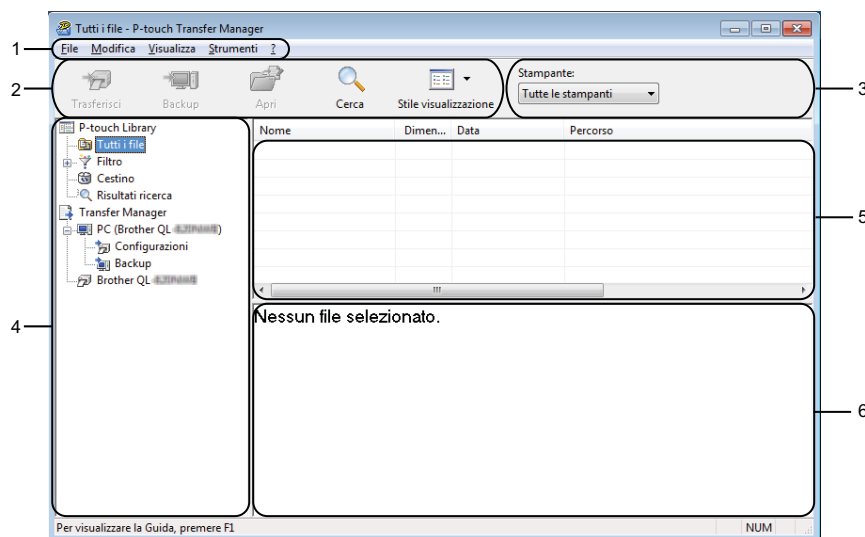 Tutti i file - P-touch Transfer Manager
1
File Modifica Visualizza Strumenti ?
2
Trasferisci Backup Apri Cerca Stile visualizzazione
Stampante:
Tutte le stampanti
3
P-touch Library
Tutti i file
Filtro
Cestino
Risultati ricerca
Transfer Manager
PC (Brother QL
Configurazioni
Backup
Brother QL
4
Nome Dimen... Data Percorso
5
Nessun file selezionato.
6
Per visualizzare la Guida, premere F1
NUM